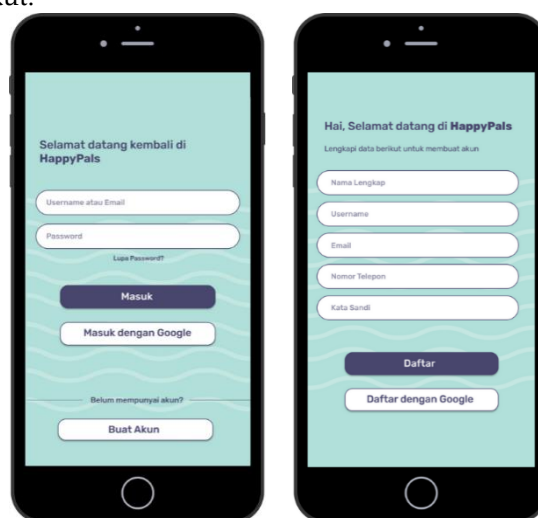 Selamat datang kembali di
HappyPals
Username atau Email
Password
Lupa Password?
Masuk
Masuk dengan Google
Belum mempunyai akun?
Buat Akun
Hai, Selamat datang di HappyPals
Lengkapi data berikut untuk membuat akun
Nama Lengkap
Username
Email
Nomor Telepon
Kata Sandi
Daftar
Daftar dengan Google